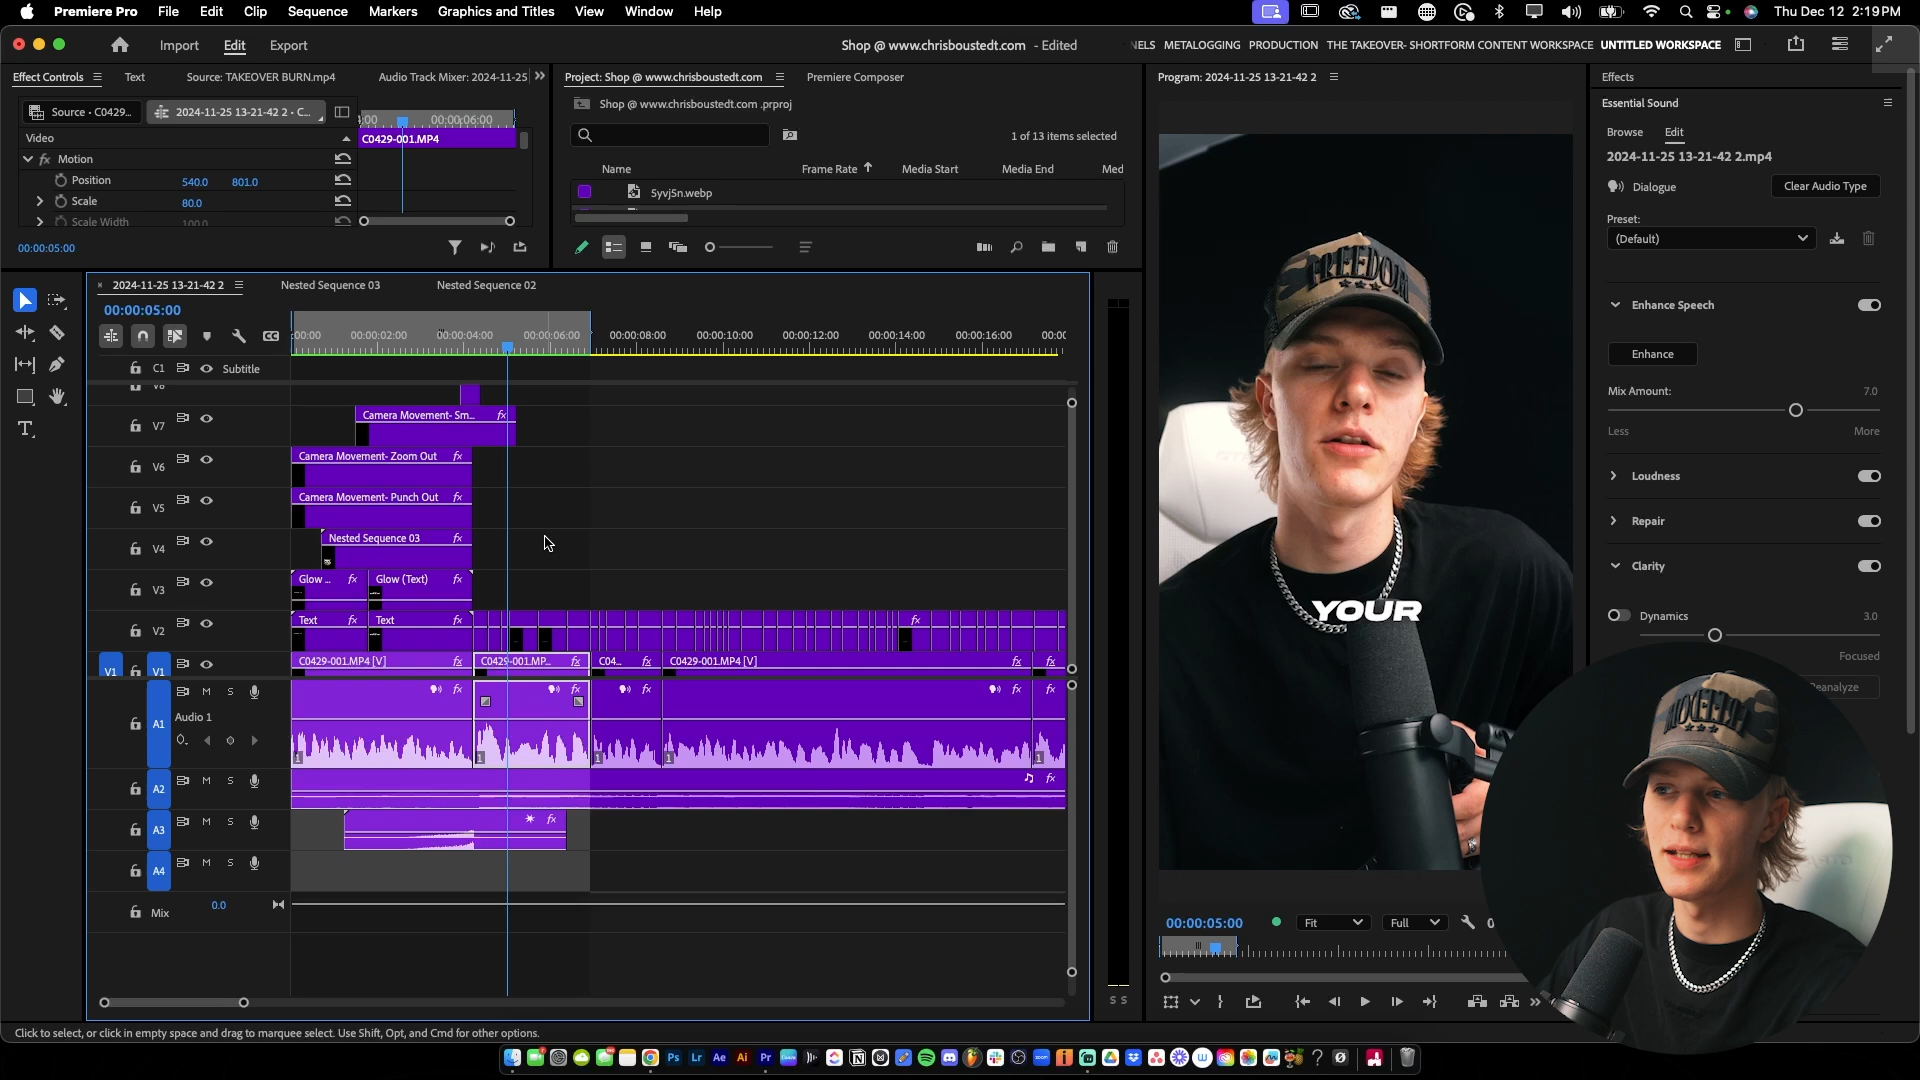 Premiere Pro File Edit Clip Sequence Markers Graphics and Titles View Window Help Thu Dec 12 2:19 PM
Import Edit Export Shop @ www.chrisboustedt.com - Edited NELS METALOGGING PRODUCTION THE TAKEOVER- SHORTFORM CONTENT WORKSPACE UNTITLED WORKSPACE
Effect Controls Text Source: TAKEOVER BURN.mp4 Audio Track Mixer: 2024-11-25
Source • C0429... 2024-11-25 13-21-42 2 • C...
:00 00:00:06:00
Video
C0429-001.MP4
Motion
Position 540.0 801.0
Scale 80.0
Scale Width 100.0
00:00:05:00
Project: Shop @ www.chrisboustedt.com Premiere Composer
Shop @ www.chrisboustedt.com .prproj
1 of 13 items selected
Name Frame Rate Media Start Media End Med
5yvj5n.webp
Program: 2024-11-25 13-21-42 2
FREEDOM
YOUR
00:00:05:00 Fit Full 0
Effects
Essential Sound
Browse Edit
2024-11-25 13-21-42 2.mp4
Dialogue Clear Audio Type
Preset:
(Default)
Enhance Speech
Enhance
Mix Amount: 7.0
Less More
Loudness
Repair
Clarity
Dynamics 3.0
Focused
eanalyze
2024-11-25 13-21-42 2 Nested Sequence 03 Nested Sequence 02
00:00:05:00
:00:00 00:00:02:00 00:00:04:00 00:00:06:00 00:00:08:00 00:00:10:00 00:00:12:00 00:00:14:00 00:00:16:00 00:00
CC
C1 Subtitle
V8
V7 Camera Movement- Sm... fx
V6 Camera Movement- Zoom Out fx
V5 Camera Movement- Punch Out fx
V4 Nested Sequence 03 fx
V3 Glow ... fx Glow (Text) fx
V2 Text fx Text fx fx
V1 V1 C0429-001.MP4 [V] fx C0429-001.MP... fx C04... fx C0429-001.MP4 [V] fx fx
A1 M S fx fx fx fx fx
Audio 1
A2 M S fx
A3 M S fx
A4 M S
Mix 0.0
S S
Click to select, or click in empty space and drag to marquee select. Use Shift, Opt, and Cmd for other options.
Ps Lr Ae Ai Pr